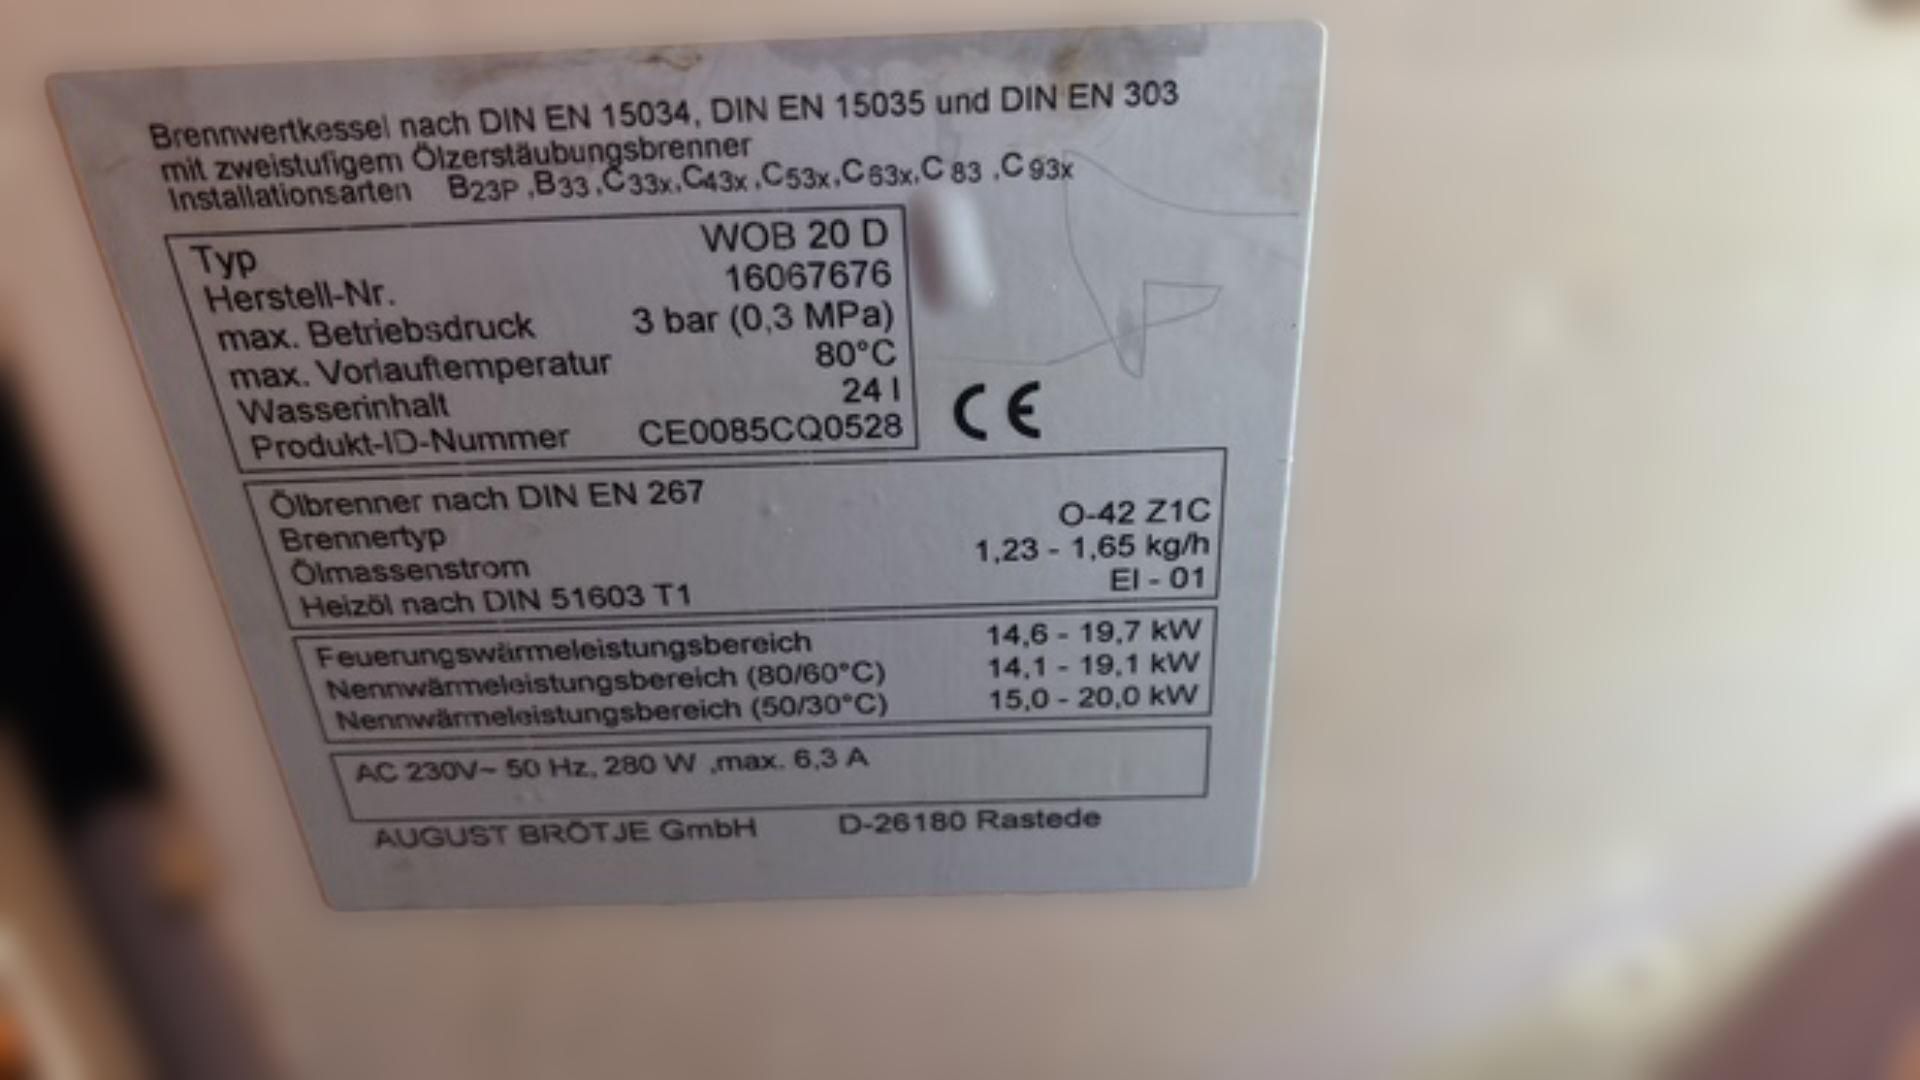 Brennwertkessel nach DIN EN 15034, DIN EN 15035 und DIN EN 303
mit zweistufigem Ölzerstäubungsbrenner
Installationsarten B23P ,B33 ,C33x,C43x ,C53x,C63x,C 83 ,C 93x
Typ WOB 20 D
Herstell-Nr. 16067676
max. Betriebsdruck 3 bar (0,3 MPa)
max. Vorlauftemperatur 80°C
Wasserinhalt 24 l
Produkt-ID-Nummer CE0085CQ0528
CE
Ölbrenner nach DIN EN 267
Brennertyp O-42 Z1C
Ölmassenstrom 1,23 - 1,65 kg/h
Heizöl nach DIN 51603 T1 El - 01
Feuerungswärmeleistungsbereich 14,6 - 19,7 kW
Nennwärmeleistungsbereich (80/60°C) 14,1 - 19,1 kW
Nennwärmeleistungsbereich (50/30°C) 15,0 - 20,0 kW
AC 230V~ 50 Hz, 280 W ,max. 6,3 A
AUGUST BRÖTJE GmbH D-26180 Rastede